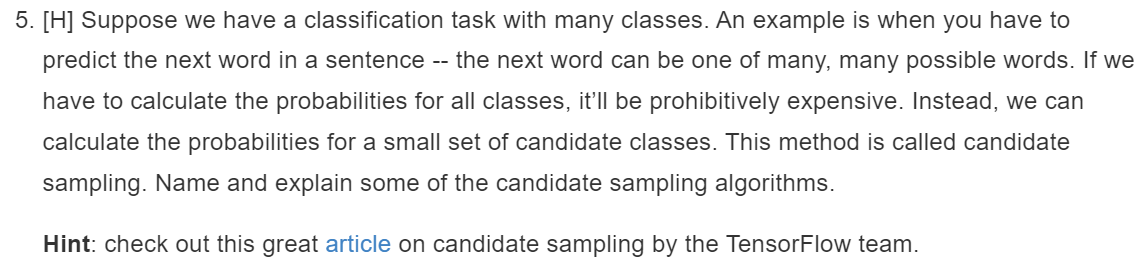 5. [H] Suppose we have a classification task with many classes. An example is when you have to
predict the next word in a sentence -- the next word can be one of many, many possible words. If we
have to calculate the probabilities for all classes, it’ll be prohibitively expensive. Instead, we can
calculate the probabilities for a small set of candidate classes. This method is called candidate
sampling. Name and explain some of the candidate sampling algorithms.
Hint: check out this great article on candidate sampling by the TensorFlow team.